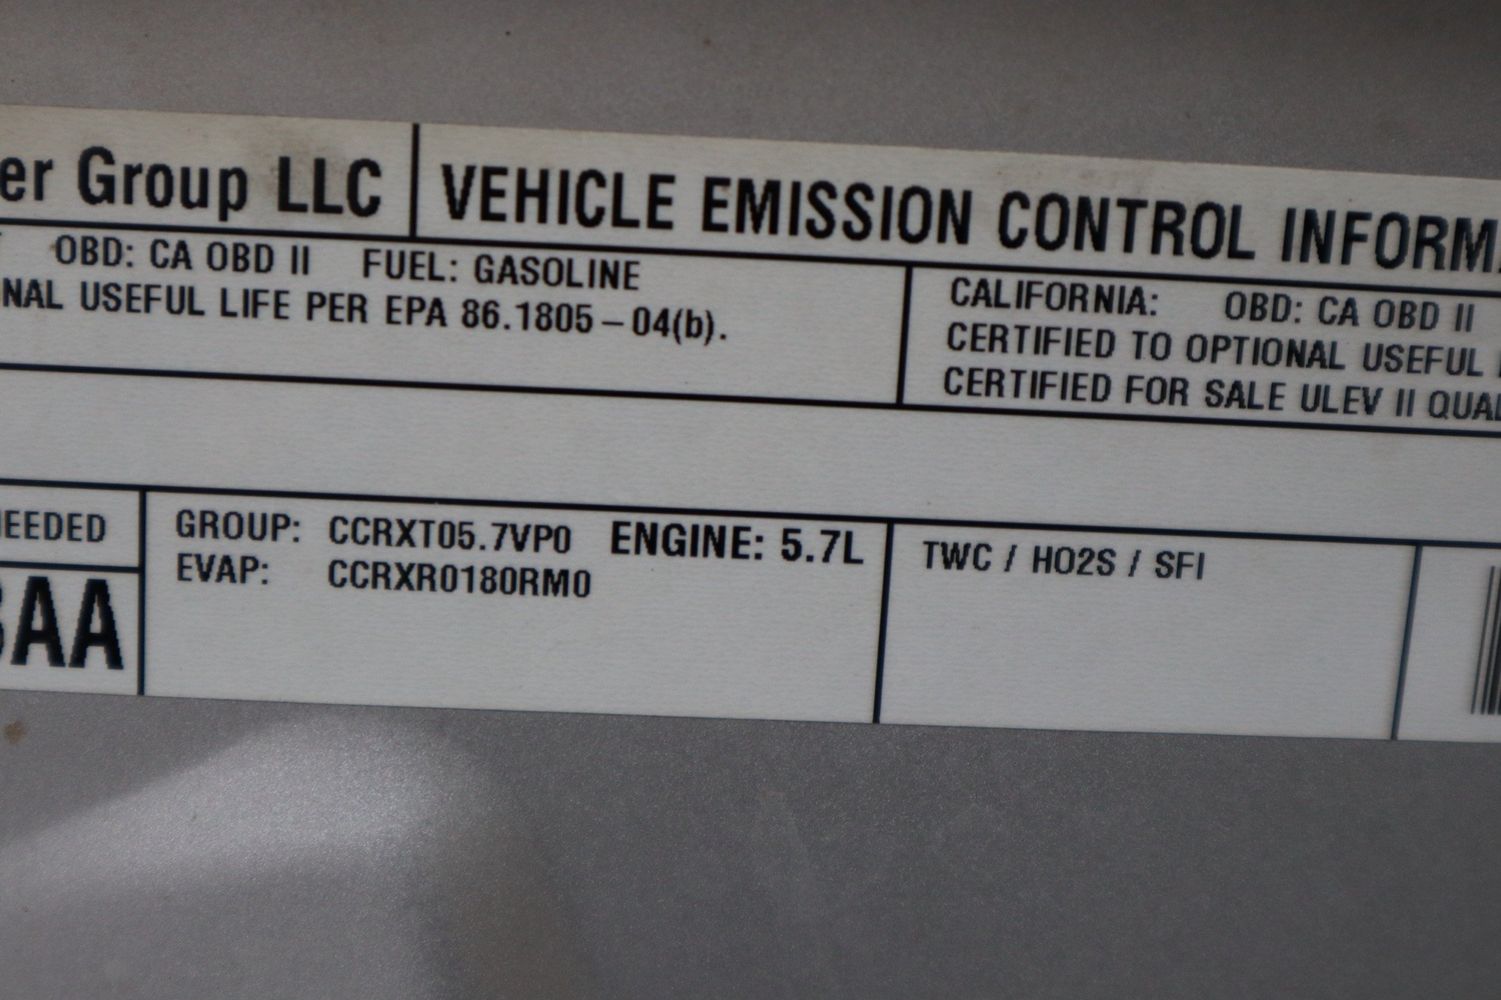 er Group LLC
VEHICLE EMISSION CONTROL INFORM
OBD: CA OBD II FUEL: GASOLINE
NAL USEFUL LIFE PER EPA 86.1805–04(b).
CALIFORNIA: OBD: CA OBD II
CERTIFIED TO OPTIONAL USEFUL
CERTIFIED FOR SALE ULEV II QUAL
EEDED
AA
GROUP: CCRXT05.7VP0 ENGINE: 5.7L
EVAP: CCRXR0180RM0
TWC / HO2S / SFI